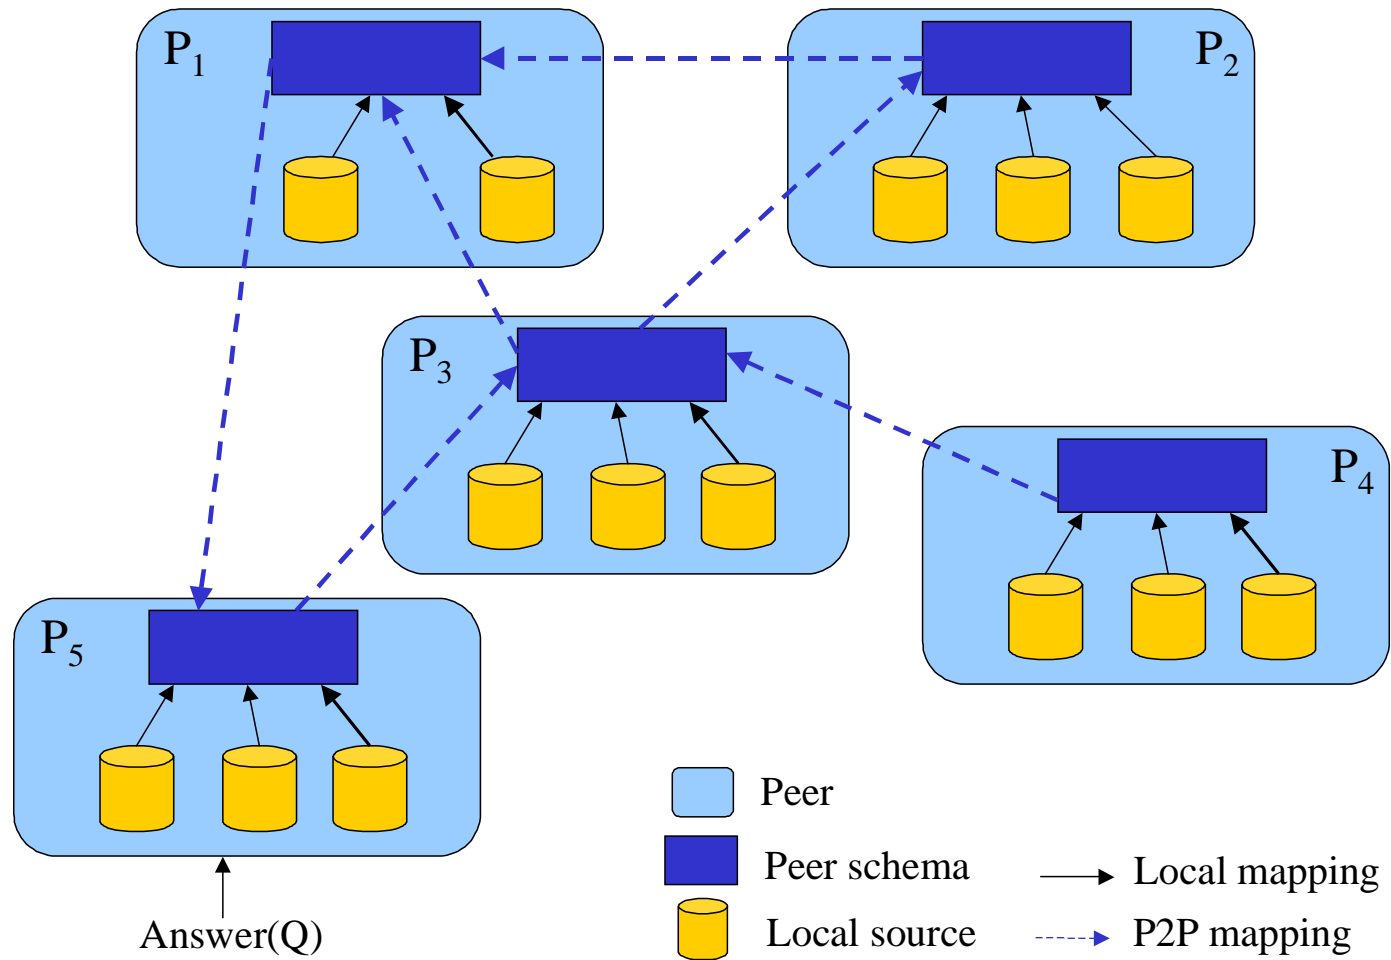 P1
P2
P3
P4
P5
Answer(Q)
Peer
Peer schema
Local source
Local mapping
P2P mapping